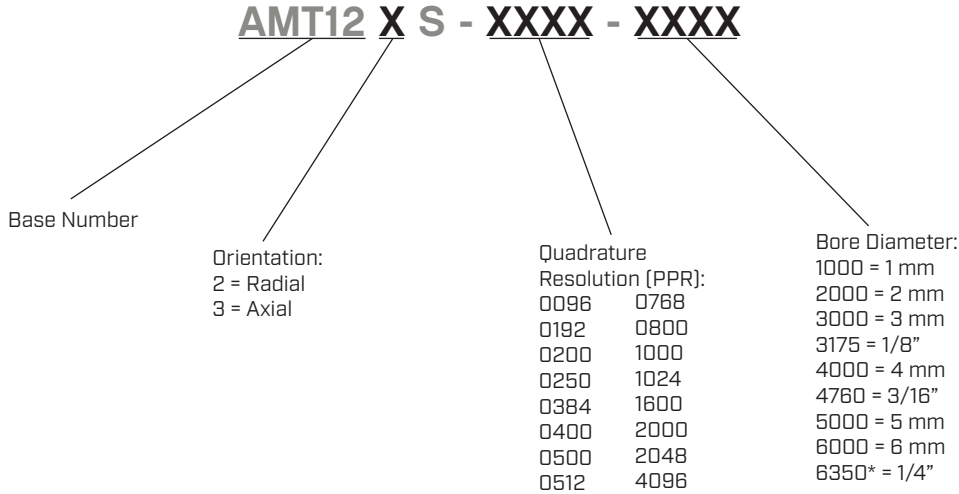 AMT12 X S - XXXX - XXXX
Base Number
Orientation:
2 = Radial
3 = Axial
Quadrature
Resolution (PPR):
0096 0768
0192 0800
0200 1000
0250 1024
0384 1600
0400 2000
0500 2048
0512 4096
Bore Diameter:
1000 = 1 mm
2000 = 2 mm
3000 = 3 mm
3175 = 1/8”
4000 = 4 mm
4760 = 3/16”
5000 = 5 mm
6000 = 6 mm
6350* = 1/4”